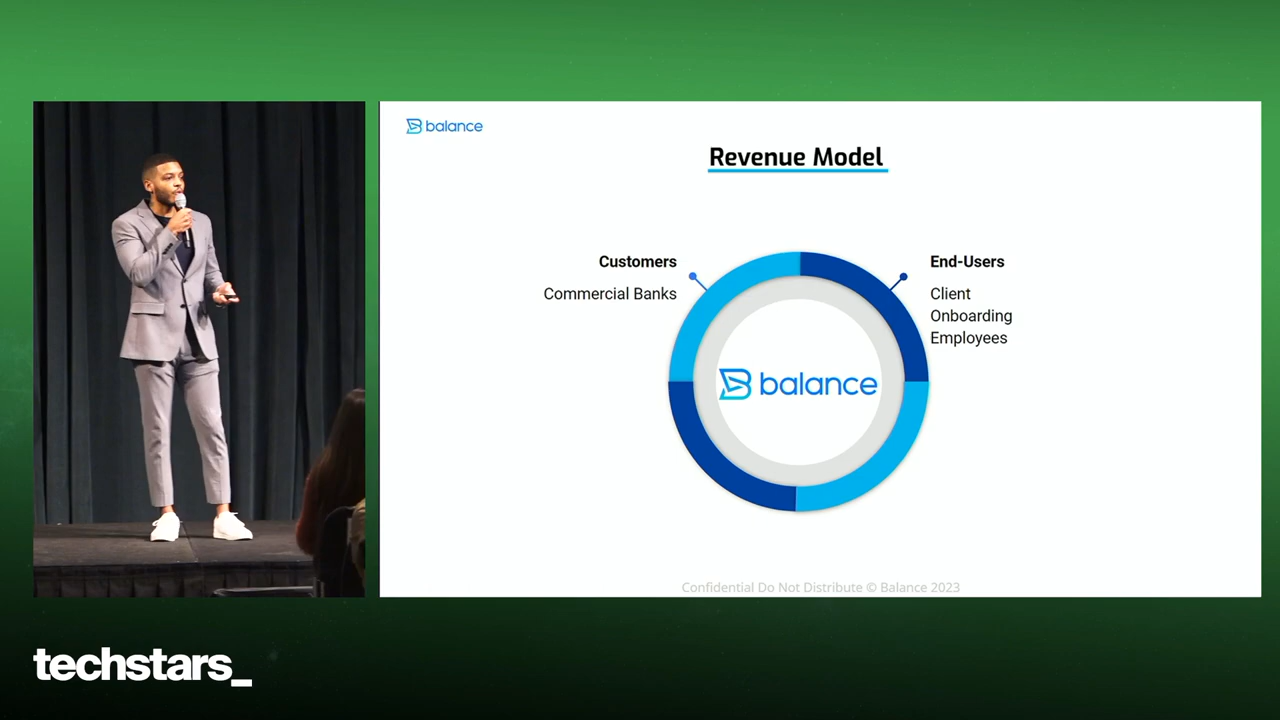 balance
Revenue Model
Customers
Commercial Banks
End-Users
Client
Onboarding
Employees
balance
Confidential Do Not Distribute © Balance 2023
techstars_